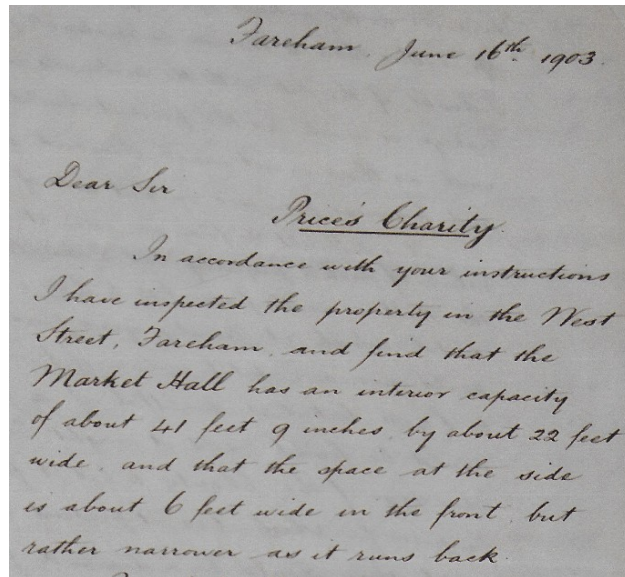 Fareham, June 16th. 1903.
Dear Sir
Price's Charity.
In accordance with your instructions
I have inspected the property in the West
Street, Fareham, and find that the
Market Hall has an interior capacity
of about 41 feet 9 inches by about 22 feet
wide, and that the space at the side
is about 6 feet wide in the front, but
rather narrower as it runs back.